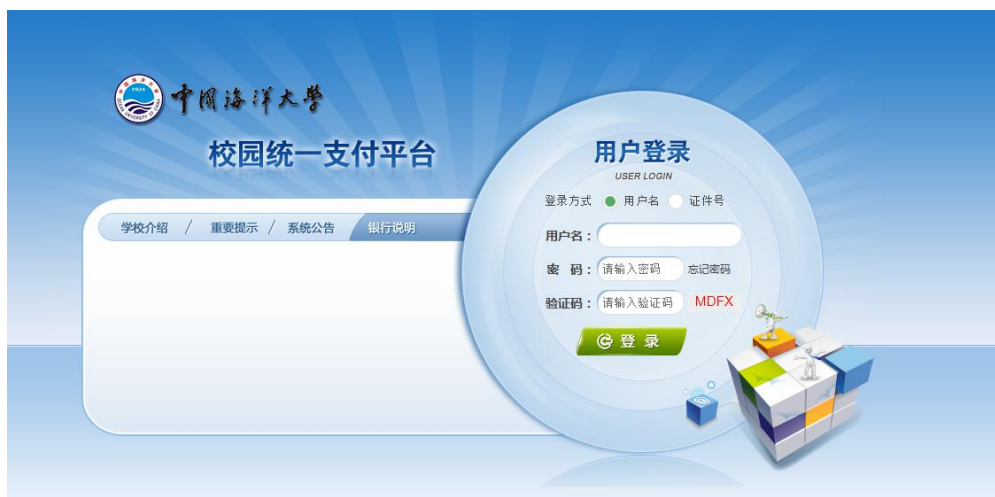 中国海洋大學
校园统一支付平台
学校介绍 / 重要提示 / 系统公告 银行说明
用户登录
USER LOGIN
登录方式 用户名 证件号
用户名：
密 码： 请输入密码 忘记密码
验证码： 请输入验证码 MDFX
登 录